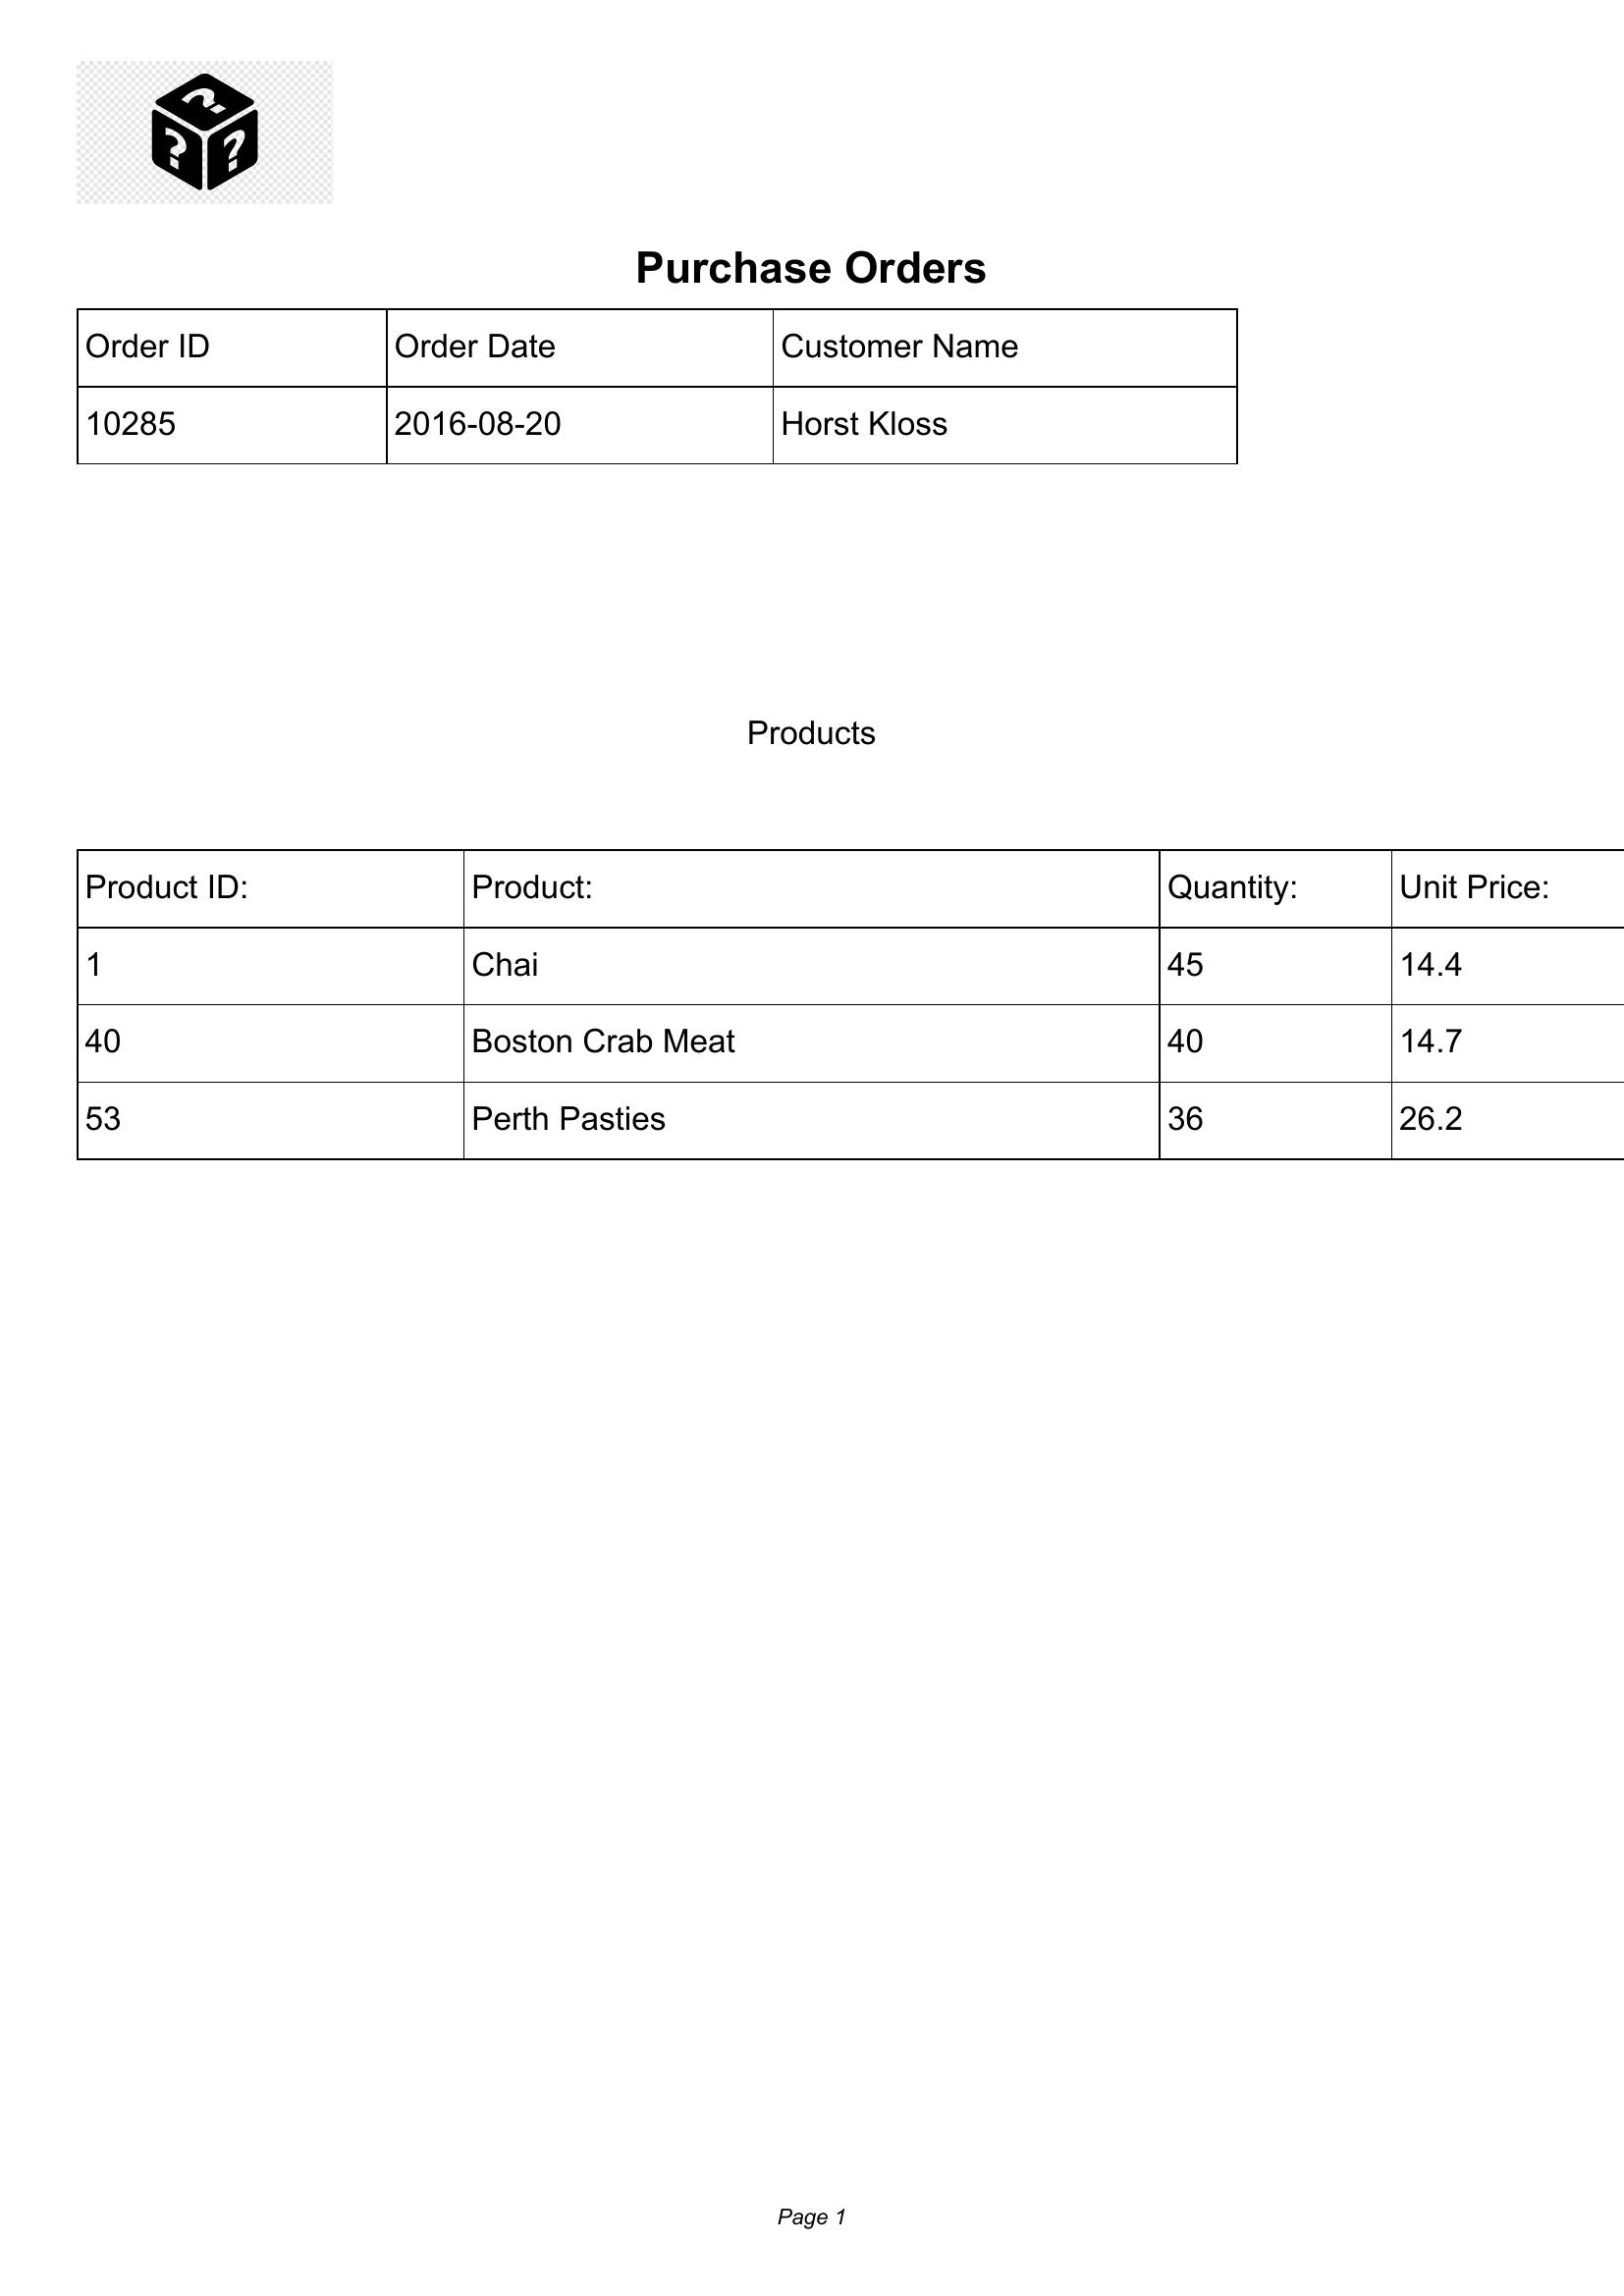 Purchase Orders
Order ID Order Date Customer Name
10285 2016-08-20 Horst Kloss
Products
Product ID: Product: Quantity: Unit Price:
1 Chai 45 14.4
40 Boston Crab Meat 40 14.7
53 Perth Pasties 36 26.2
Page 1